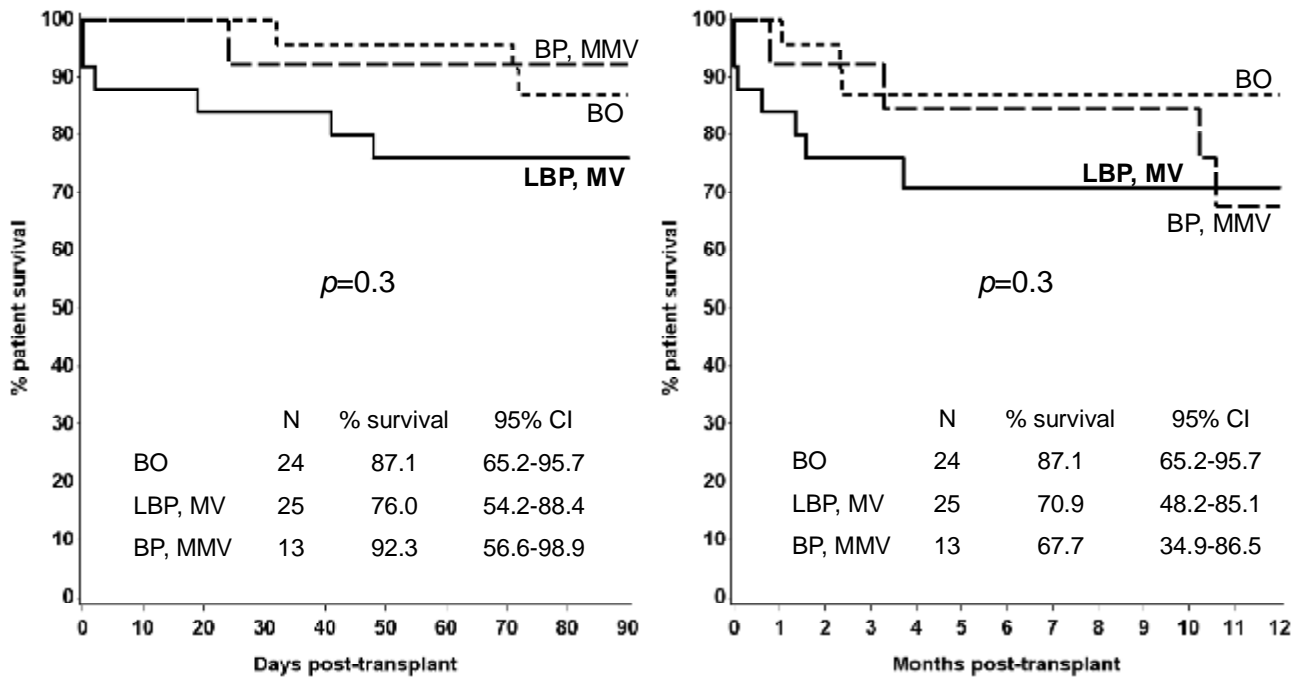 100
90
80
70
60
50
40
30
20
10
0
% patient survival
BP, MMV
BO
LBP, MV
p=0.3
N % survival 95% CI
BO 24 87.1 65.2-95.7
LBP, MV 25 76.0 54.2-88.4
BP, MMV 13 92.3 56.6-98.9
0 10 20 30 40 50 60 70 80 90
Days post-transplant
100
90
80
70
60
50
40
30
20
10
0
% patient survival
BO
LBP, MV
BP, MMV
p=0.3
N % survival 95% CI
BO 24 87.1 65.2-95.7
LBP, MV 25 70.9 48.2-85.1
BP, MMV 13 67.7 34.9-86.5
0 1 2 3 4 5 6 7 8 9 10 11 12
Months post-transplant